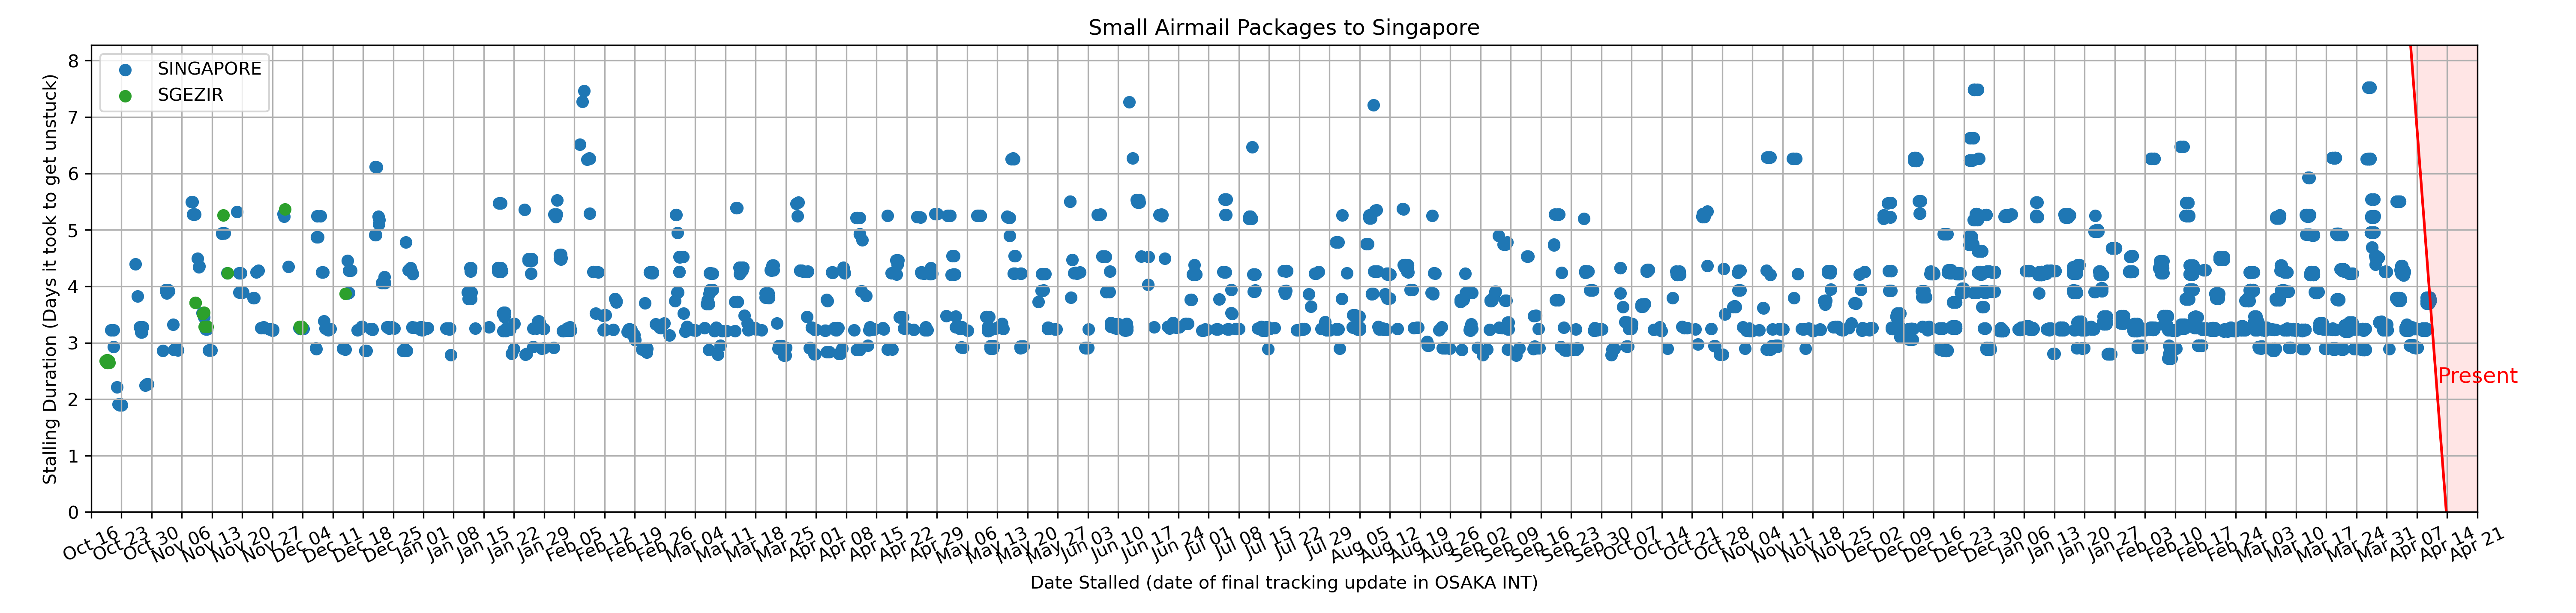 Small Airmail Packages to Singapore
SINGAPORE
SGEZIR
Stalling Duration (Days it took to get unstuck)
8
7
6
5
4
3
2
1
0
Present
Oct 16
Oct 23
Oct 30
Nov 06
Nov 13
Nov 20
Nov 27
Dec 04
Dec 11
Dec 18
Dec 25
Jan 01
Jan 08
Jan 15
Jan 22
Jan 29
Feb 05
Feb 12
Feb 19
Feb 26
Mar 04
Mar 11
Mar 18
Mar 25
Apr 01
Apr 08
Apr 15
Apr 22
Apr 29
May 06
May 13
May 20
May 27
Jun 03
Jun 10
Jun 17
Jun 24
Jul 01
Jul 08
Jul 15
Jul 22
Jul 29
Aug 05
Aug 12
Aug 19
Aug 26
Sep 02
Sep 09
Sep 16
Sep 23
Sep 30
Oct 07
Oct 14
Oct 21
Oct 28
Nov 04
Nov 11
Nov 18
Nov 25
Dec 02
Dec 09
Dec 16
Dec 23
Dec 30
Jan 06
Jan 13
Jan 20
Jan 27
Feb 03
Feb 10
Feb 17
Feb 24
Mar 03
Mar 10
Mar 17
Mar 24
Mar 31
Apr 07
Apr 14
Apr 21
Date Stalled (date of final tracking update in OSAKA INT)